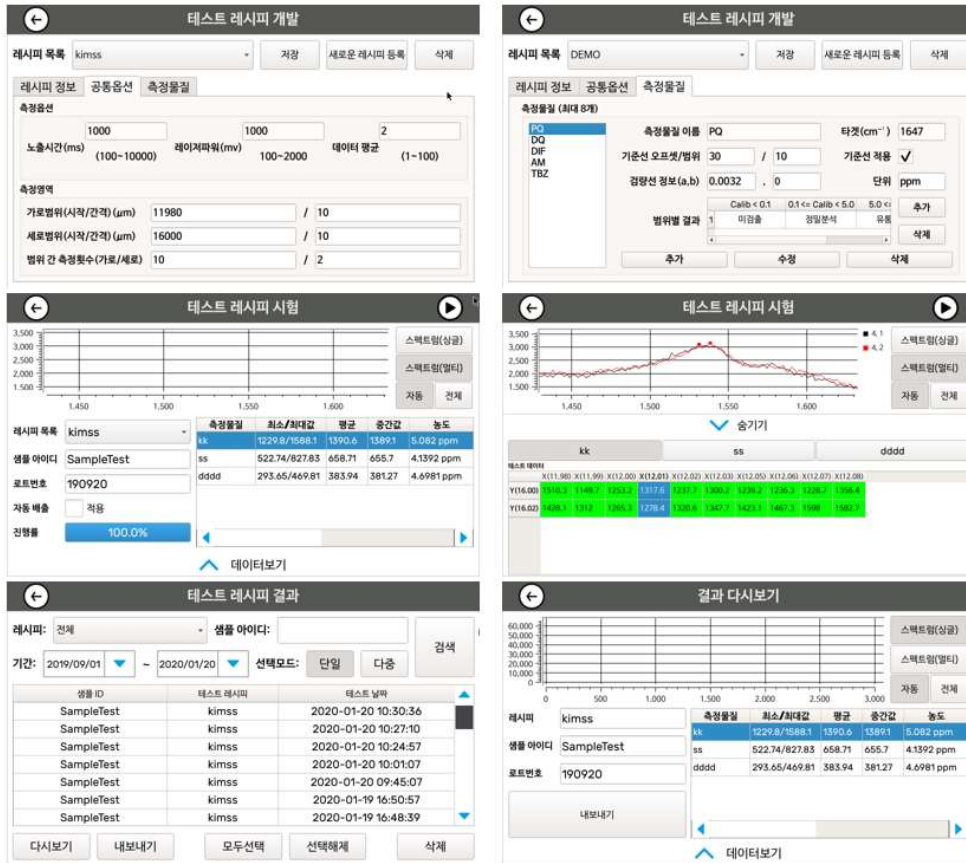 테스트 레시피 개발
레시피 목록 kimss 저장 새로운 레시피 등록 삭제
레시피 정보 공통옵션 측정물질
측정옵션
1000 1000 2
노출시간(ms) (100~10000) 레이저파워(mv) 100~2000 데이터 평균 (1~100)
측정영역
가로범위(시작/간격)(μm) 11980 / 10
세로범위(시작/간격)(μm) 16000 / 10
범위 간 측정횟수(가로/세로) 10 / 2
테스트 레시피 개발
레시피 목록 DEMO 저장 새로운 레시피 등록 삭제
레시피 정보 공통옵션 측정물질
측정물질 (최대 8개)
PQ
DQ
DIF
AM
TBZ
측정물질 이름 PQ 타겟(cm⁻¹) 1647
기준선 오프셋/범위 30 / 10 기준선 적용 ✓
검량선 정보(a,b) 0.0032 , 0 단위 ppm
Calib < 0.1 0.1 <= Calib < 5.0 5.0 <= 추가
범위별 결과 1 미검출 정밀분석 유통
삭제
추가 수정 삭제
테스트 레시피 시험
3,500
3,000
2,500
2,000
1,500
1,450 1,500 1,550 1,600
스펙트럼(싱글)
스펙트럼(멀티)
자동 전체
레시피 목록 kimss
샘플 아이디 SampleTest
로트번호 190920
자동 배출 적용
진행률 100.0%
측정물질 최소/최대값 평균 중간값 농도
kk 1229.8/1588.1 1390.6 1389.1 5.082 ppm
ss 522.74/827.83 658.71 655.7 4.1392 ppm
dddd 293.65/469.81 383.94 381.27 4.6981 ppm
데이터보기
테스트 레시피 시험
3,500
3,000
2,500
2,000
1,500
1,450 1,500 1,550 1,600
4, 1
4, 2
스펙트럼(싱글)
스펙트럼(멀티)
자동 전체
숨기기
kk ss dddd
테스트 데이터
X(11.98) X(11.99) X(12.00) X(12.01) X(12.02) X(12.03) X(12.05) X(12.06) X(12.07) X(12.08)
Y(16.00) 1510.3 1149.7 1253.2 1317.6 1237.7 1300.2 1239.2 1236.3 1228.7 1356.4
Y(16.02) 1428.1 1312 1265.3 1278.4 1320.6 1347.7 1423.1 1467.3 1598 1582.7
테스트 레시피 결과
레시피: 전체 샘플 아이디: 검색
기간: 2019/09/01 ~ 2020/01/20 선택모드: 단일 다중
샘플 ID 테스트 레시피 테스트 날짜
SampleTest kimss 2020-01-20 10:30:36
SampleTest kimss 2020-01-20 10:27:10
SampleTest kimss 2020-01-20 10:24:57
SampleTest kimss 2020-01-20 10:01:07
SampleTest kimss 2020-01-20 09:45:07
SampleTest kimss 2020-01-19 16:50:57
SampleTest kimss 2020-01-19 16:48:39
다시보기 내보내기 모두선택 선택해제 삭제
결과 다시보기
60,000
50,000
40,000
30,000
20,000
10,000
0
0 500 1,000 1,500 2,000 2,500 3,000
스펙트럼(싱글)
스펙트럼(멀티)
자동 전체
레시피 kimss
샘플 아이디 SampleTest
로트번호 190920
내보내기
측정물질 최소/최대값 평균 중간값 농도
kk 1229.8/1588.1 1390.6 1389.1 5.082 ppm
ss 522.74/827.83 658.71 655.7 4.1392 ppm
dddd 293.65/469.81 383.94 381.27 4.6981 ppm
데이터보기